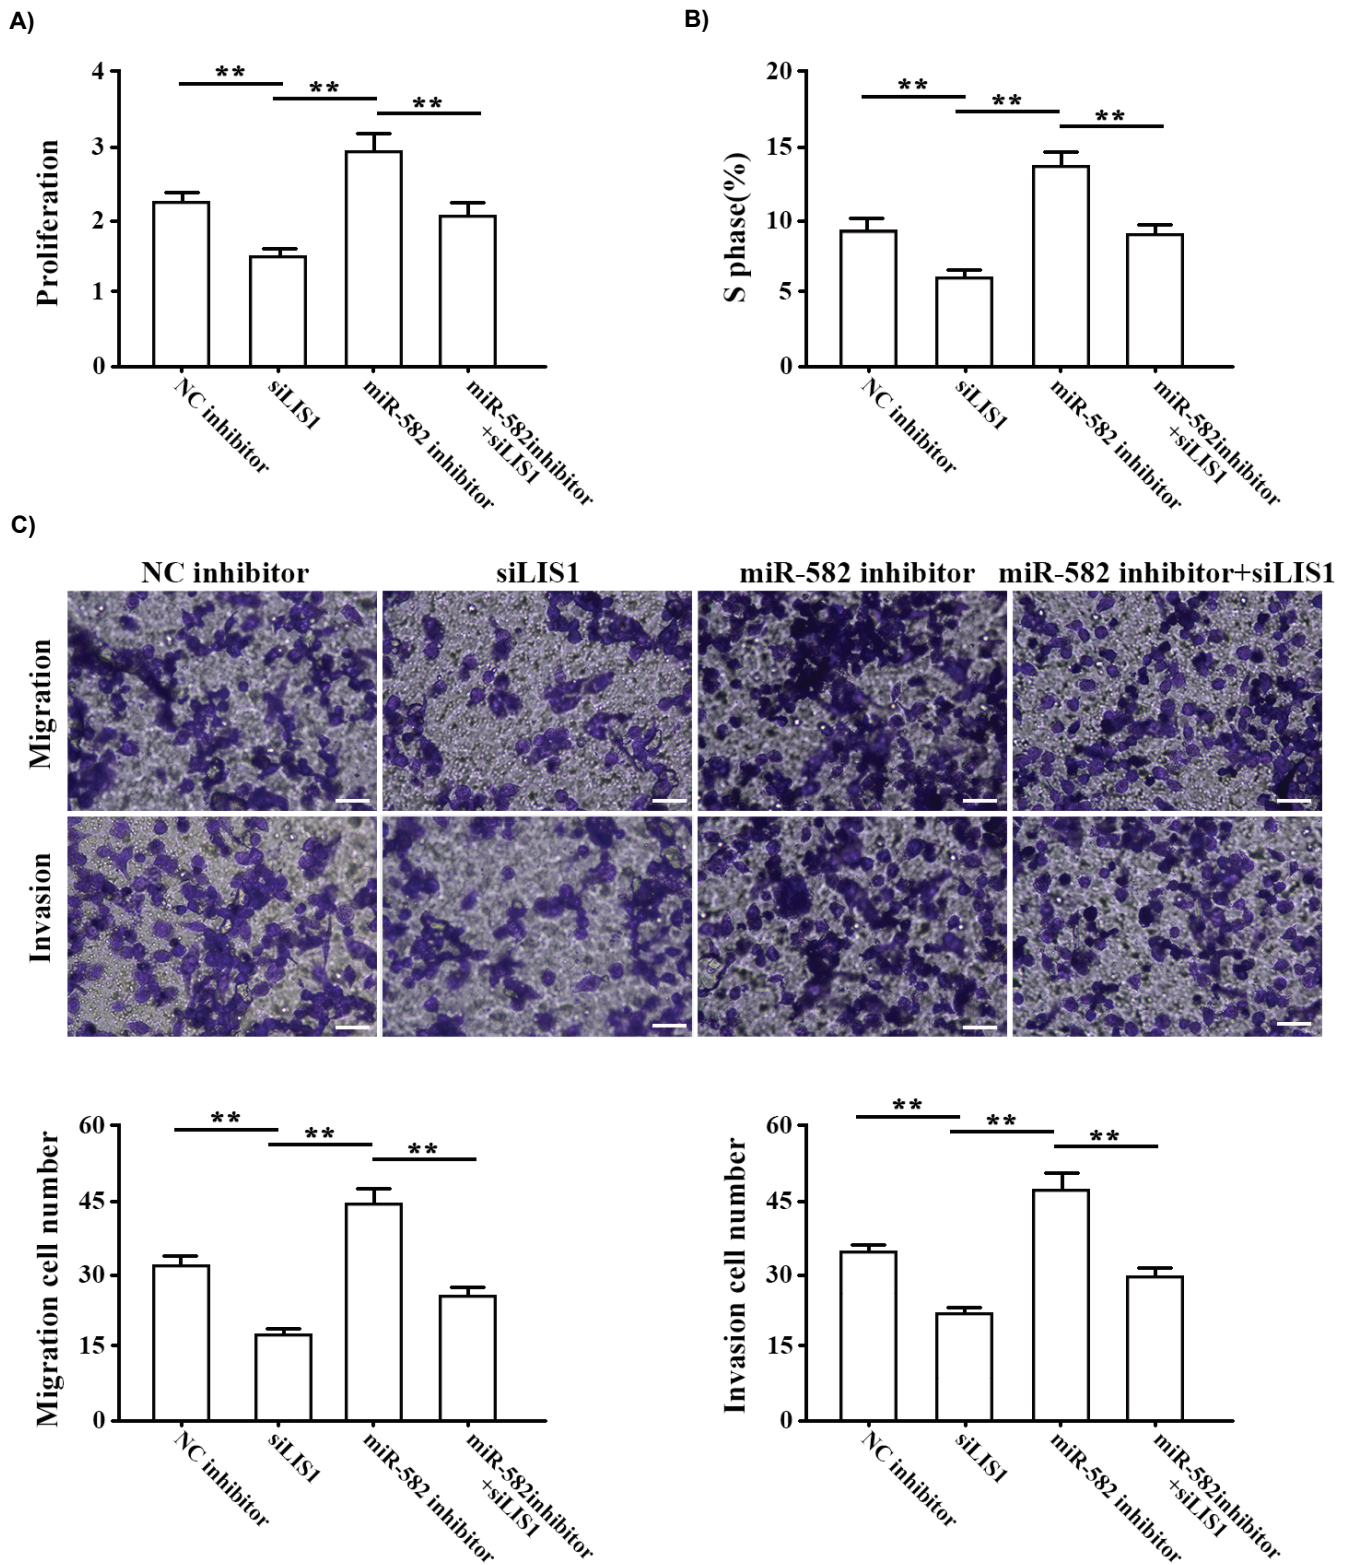 A)
4
3
2
1
0
Proliferation
**
**
**
NC inhibitor
siLIS1
miR-582 inhibitor
miR-582inhibitor
+siLIS1
B)
20
15
10
5
0
S phase(%)
**
**
**
NC inhibitor
siLIS1
miR-582 inhibitor
miR-582inhibitor
+siLIS1
C)
NC inhibitor siLIS1 miR-582 inhibitor miR-582 inhibitor+siLIS1
Migration
Invasion
60
45
30
15
0
Migration cell number
**
**
**
NC inhibitor
siLIS1
miR-582 inhibitor
miR-582inhibitor
+siLIS1
60
45
30
15
0
Invasion cell number
**
**
**
NC inhibitor
siLIS1
miR-582 inhibitor
miR-582inhibitor
+siLIS1